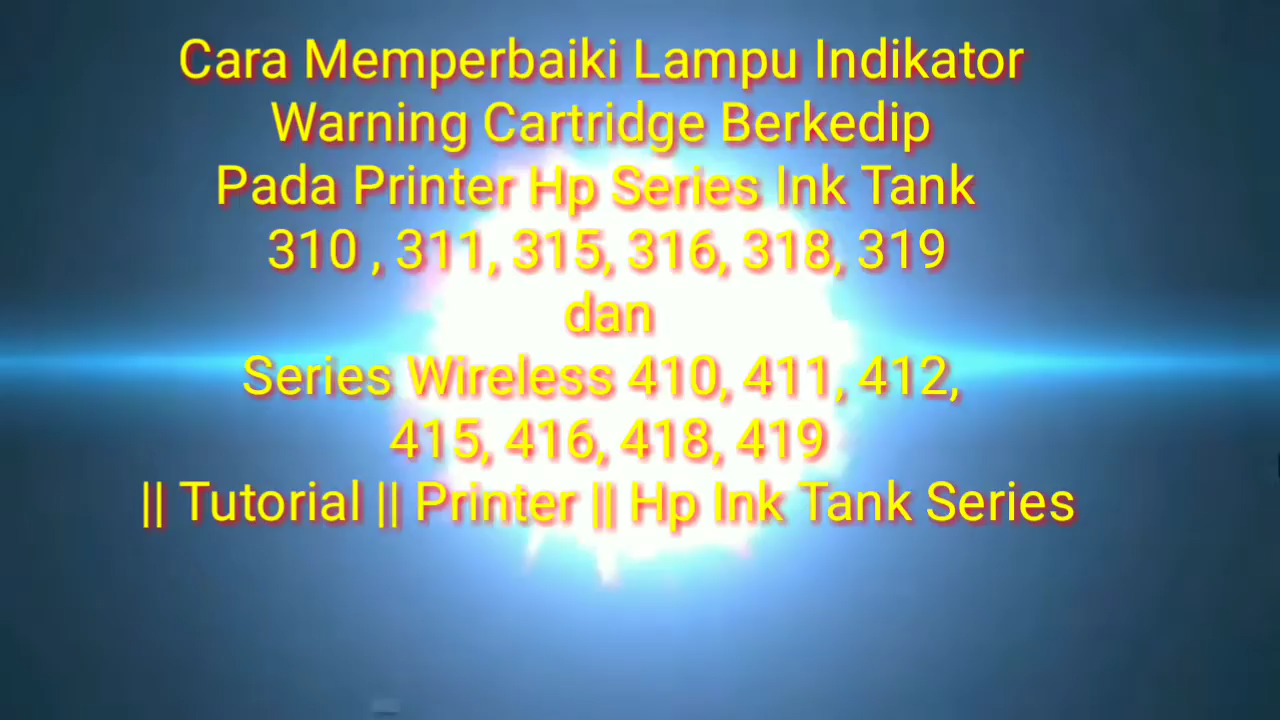 Cara Memperbaiki Lampu Indikator
Warning Cartridge Berkedip
Pada Printer Hp Series Ink Tank
310 , 311, 315, 316, 318, 319
dan
Series Wireless 410, 411, 412,
415, 416, 418, 419
|| Tutorial || Printer || Hp Ink Tank Series